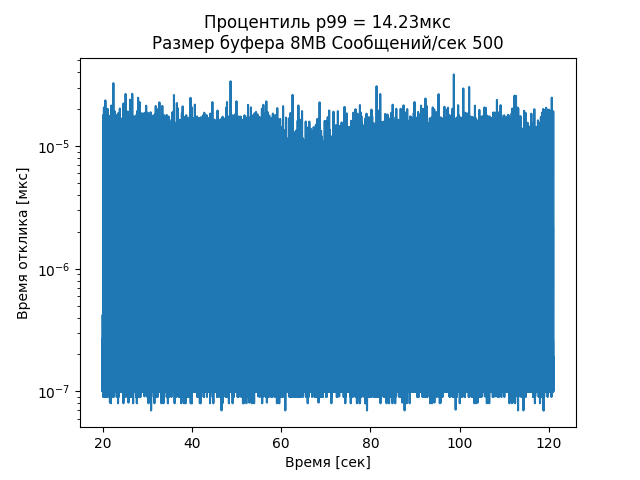 Процентиль p99 = 14.23мкс
Размер буфера 8MB Сообщений/сек 500
Время отклика [мкс]
10⁻⁵
10⁻⁶
10⁻⁷
20 40 60 80 100 120
Время [сек]